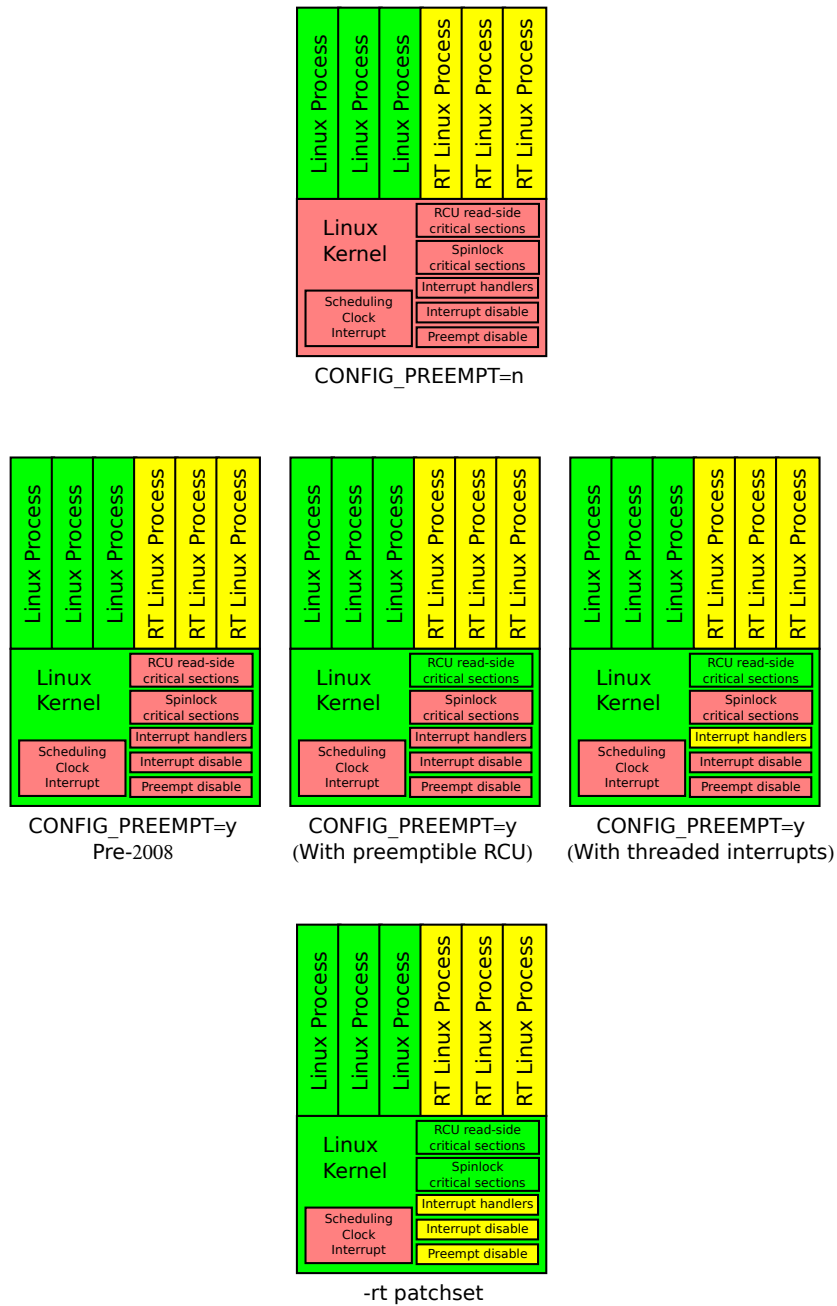 Linux Process
Linux Process
Linux Process
RT Linux Process
RT Linux Process
RT Linux Process
Linux
Kernel
RCU read-side
critical sections
Spinlock
critical sections
Interrupt handlers
Scheduling
Clock
Interrupt
Interrupt disable
Preempt disable
CONFIG_PREEMPT=n
Linux Process
Linux Process
Linux Process
RT Linux Process
RT Linux Process
RT Linux Process
Linux
Kernel
RCU read-side
critical sections
Spinlock
critical sections
Interrupt handlers
Scheduling
Clock
Interrupt
Interrupt disable
Preempt disable
CONFIG_PREEMPT=y
Pre-2008
Linux Process
Linux Process
Linux Process
RT Linux Process
RT Linux Process
RT Linux Process
Linux
Kernel
RCU read-side
critical sections
Spinlock
critical sections
Interrupt handlers
Scheduling
Clock
Interrupt
Interrupt disable
Preempt disable
CONFIG_PREEMPT=y
(With preemptible RCU)
Linux Process
Linux Process
Linux Process
RT Linux Process
RT Linux Process
RT Linux Process
Linux
Kernel
RCU read-side
critical sections
Spinlock
critical sections
Interrupt handlers
Scheduling
Clock
Interrupt
Interrupt disable
Preempt disable
CONFIG_PREEMPT=y
(With threaded interrupts)
Linux Process
Linux Process
Linux Process
RT Linux Process
RT Linux Process
RT Linux Process
Linux
Kernel
RCU read-side
critical sections
Spinlock
critical sections
Interrupt handlers
Scheduling
Clock
Interrupt
Interrupt disable
Preempt disable
-rt patchset